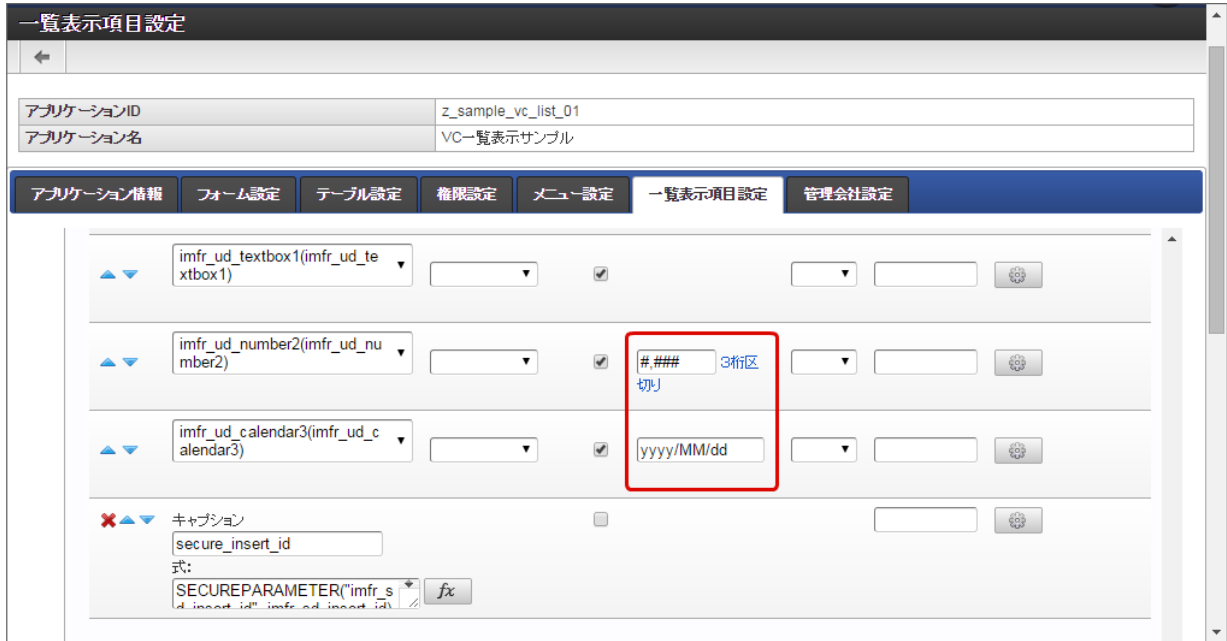 一覧表示項目設定
アプリケーションID z_sample_vc_list_01
アプリケーション名 VC一覧表示サンプル
アプリケーション情報 フォーム設定 テーブル設定 権限設定 メニュー設定 一覧表示項目設定 管理会社設定
imfr_ud_textbox1(imfr_ud_te
xtbox1)
imfr_ud_number2(imfr_ud_nu
mber2)
#,### 3桁区
切り
imfr_ud_calendar3(imfr_ud_c
alendar3)
yyyy/MM/dd
キャプション
secure_insert_id
式:
SECUREPARAMETER("imfr_s
d_insert_id", imfr_sd_insert_id)
fx